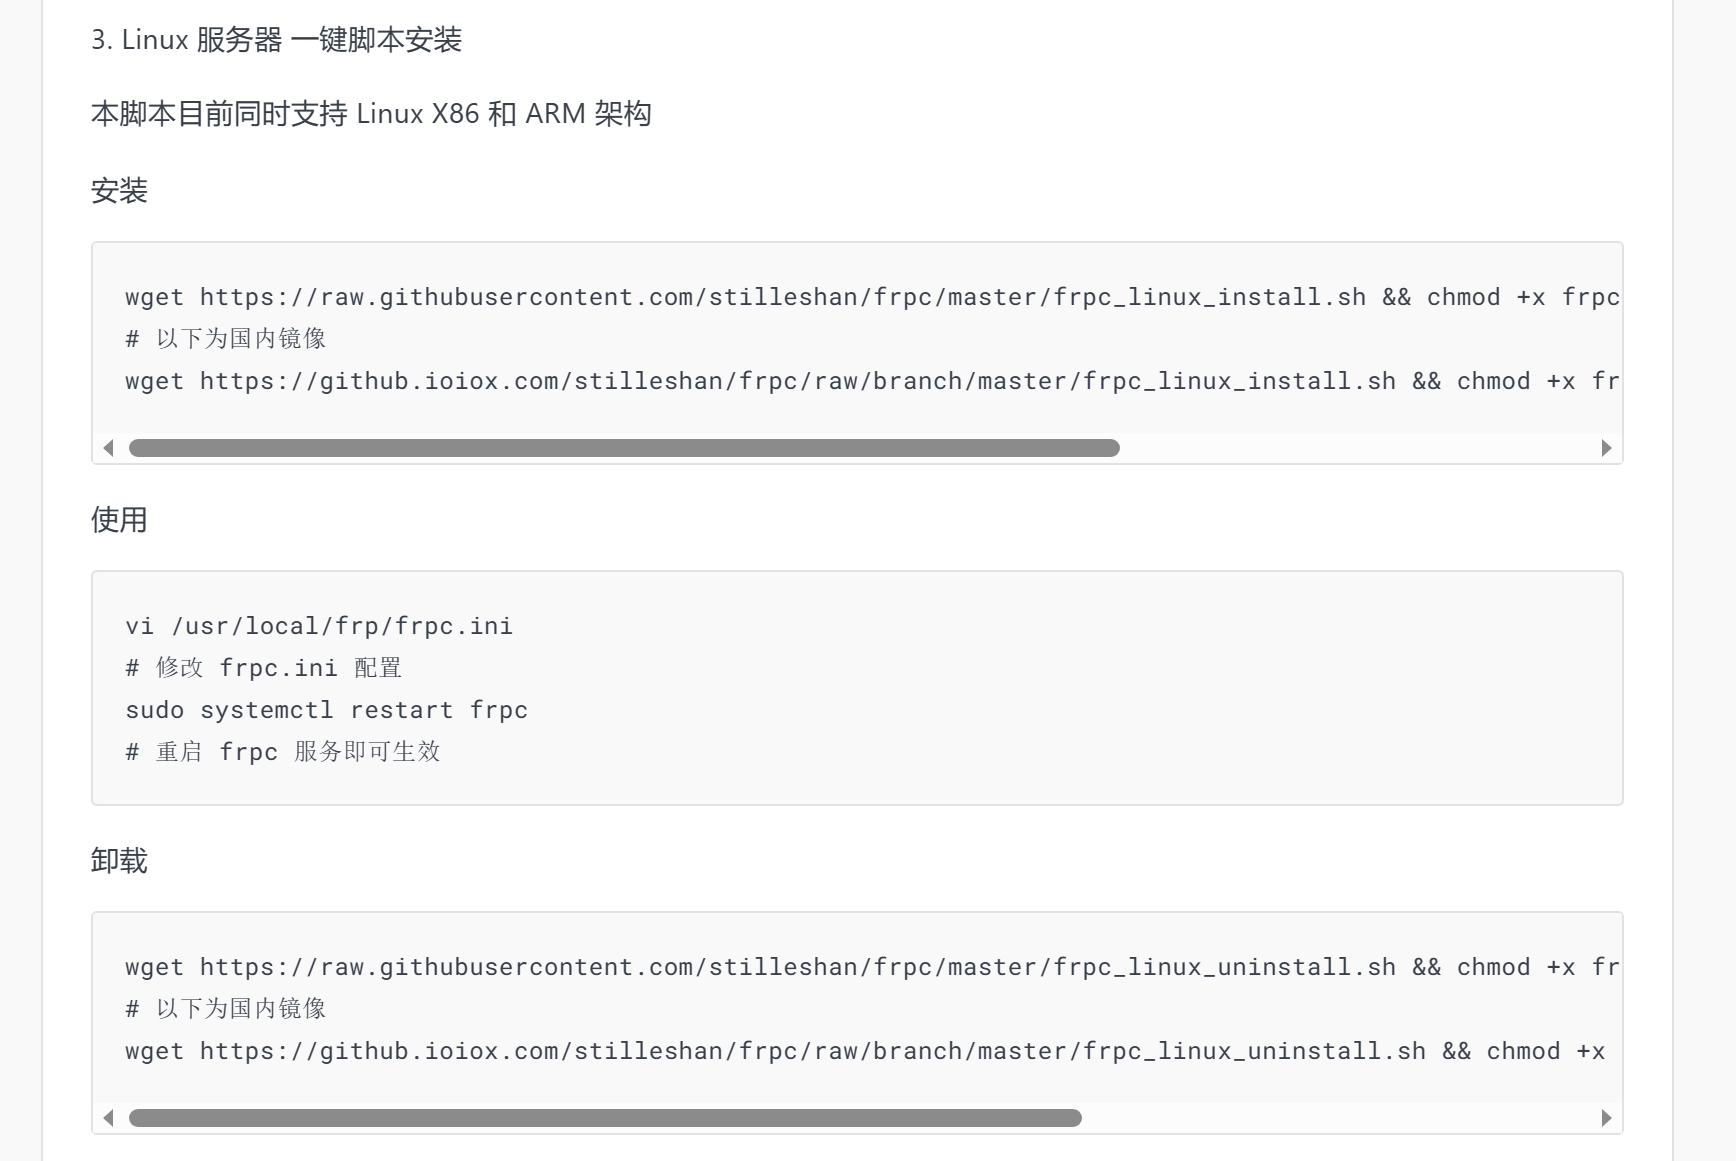 3. Linux 服务器 一键脚本安装
本脚本目前同时支持 Linux X86 和 ARM 架构
安装
wget https://raw.githubusercontent.com/stilleshan/frpc/master/frpc_linux_install.sh && chmod +x frpc
# 以下为国内镜像
wget https://github.ioiox.com/stilleshan/frpc/raw/branch/master/frpc_linux_install.sh && chmod +x fr
使用
vi /usr/local/frp/frpc.ini
# 修改 frpc.ini 配置
sudo systemctl restart frpc
# 重启 frpc 服务即可生效
卸载
wget https://raw.githubusercontent.com/stilleshan/frpc/master/frpc_linux_uninstall.sh && chmod +x fr
# 以下为国内镜像
wget https://github.ioiox.com/stilleshan/frpc/raw/branch/master/frpc_linux_uninstall.sh && chmod +x